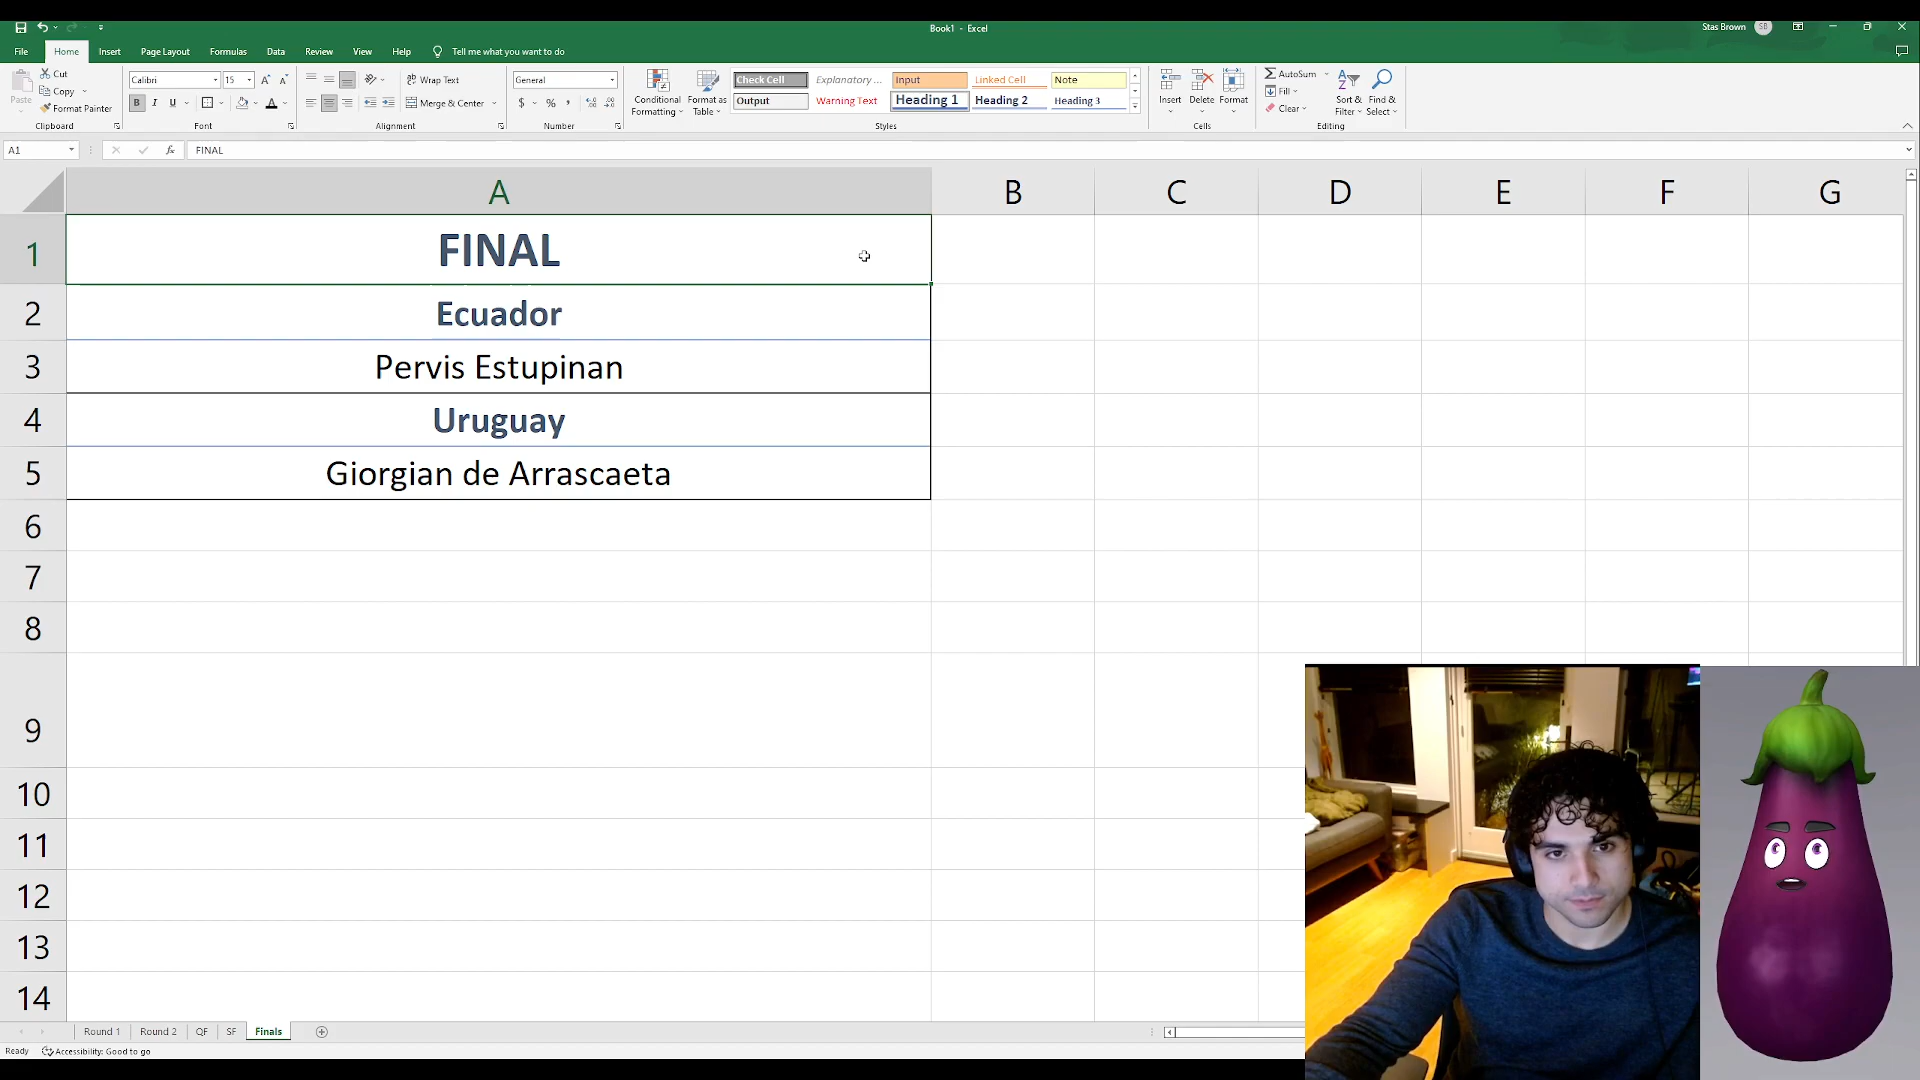 Book1 - Excel
Stas Brown SB
File Home Insert Page Layout Formulas Data Review View Help Tell me what you want to do
Paste
Cut
Copy
Format Painter
Clipboard
Calibri 15
B I U
Font
Wrap Text
Merge & Center
Alignment
General
$ % ,
Number
Conditional Formatting
Format as Table
Check Cell Explanatory ... Input Linked Cell Note
Output Warning Text Heading 1 Heading 2 Heading 3
Styles
Insert Delete Format
Cells
AutoSum
Fill
Clear
Sort & Filter
Find & Select
Editing
A1 fx FINAL
A B C D E F G
1 FINAL
2 Ecuador
3 Pervis Estupinan
4 Uruguay
5 Giorgian de Arrascaeta
6
7
8
9
10
11
12
13
14
Round 1 Round 2 QF SF Finals
Ready Accessibility: Good to go